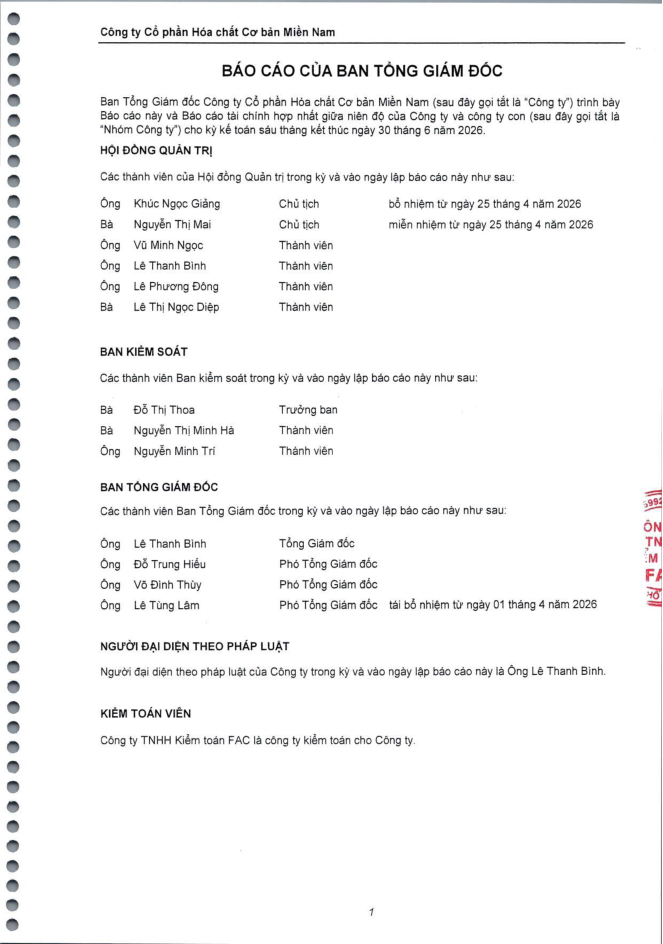 Công ty Cổ phần Hóa chất Cơ bản Miền Nam
BÁO CÁO CỦA BAN TỔNG GIÁM ĐỐC
Ban Tổng Giám đốc Công ty Cổ phần Hóa chất Cơ bản Miền Nam (sau đây gọi tắt là “Công ty”) trình bày
Báo cáo này và Báo cáo tài chính hợp nhất giữa niên độ của Công ty và công ty con (sau đây gọi tắt là
“Nhóm Công ty”) cho kỳ kế toán sáu tháng kết thúc ngày 30 tháng 6 năm 2026.
HỘI ĐỒNG QUẢN TRỊ
Các thành viên của Hội đồng Quản trị trong kỳ và vào ngày lập báo cáo này như sau:
Ông Khúc Ngọc Giảng Chủ tịch bổ nhiệm từ ngày 25 tháng 4 năm 2026
Bà Nguyễn Thị Mai Chủ tịch miễn nhiệm từ ngày 25 tháng 4 năm 2026
Ông Vũ Minh Ngọc Thành viên
Ông Lê Thanh Bình Thành viên
Ông Lê Phương Đông Thành viên
Bà Lê Thị Ngọc Diệp Thành viên
BAN KIỂM SOÁT
Các thành viên Ban kiểm soát trong kỳ và vào ngày lập báo cáo này như sau:
Bà Đỗ Thị Thoa Trưởng ban
Bà Nguyễn Thị Minh Hà Thành viên
Ông Nguyễn Minh Trí Thành viên
BAN TỔNG GIÁM ĐỐC
Các thành viên Ban Tổng Giám đốc trong kỳ và vào ngày lập báo cáo này như sau:
Ông Lê Thanh Bình Tổng Giám đốc
Ông Đỗ Trung Hiếu Phó Tổng Giám đốc
Ông Võ Đình Thùy Phó Tổng Giám đốc
Ông Lê Tùng Lâm Phó Tổng Giám đốc tái bổ nhiệm từ ngày 01 tháng 4 năm 2026
NGƯỜI ĐẠI DIỆN THEO PHÁP LUẬT
Người đại diện theo pháp luật của Công ty trong kỳ và vào ngày lập báo cáo này là Ông Lê Thanh Bình.
KIỂM TOÁN VIÊN
Công ty TNHH Kiểm toán FAC là công ty kiểm toán cho Công ty.
1